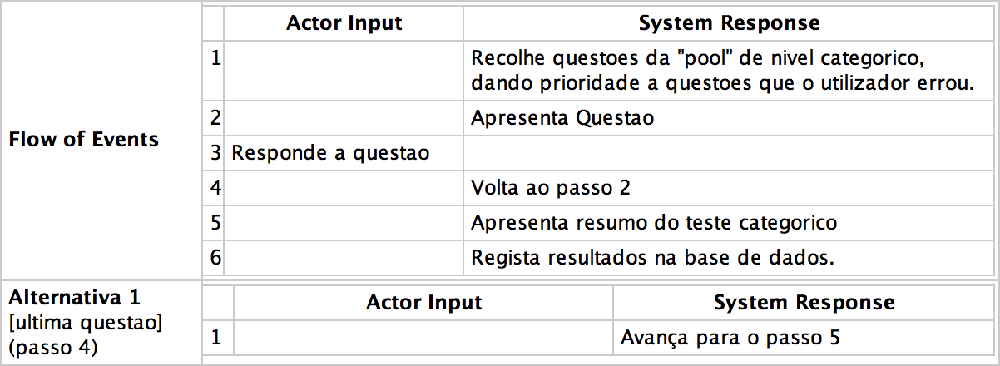 Flow of Events
Actor Input System Response
1 Recolhe questoes da "pool" de nivel categorico,
dando prioridade a questoes que o utilizador errou.
2 Apresenta Questao
3 Responde a questao
4 Volta ao passo 2
5 Apresenta resumo do teste categorico
6 Regista resultados na base de dados.
Alternativa 1
[ultima questao]
(passo 4)
Actor Input System Response
1 Avança para o passo 5